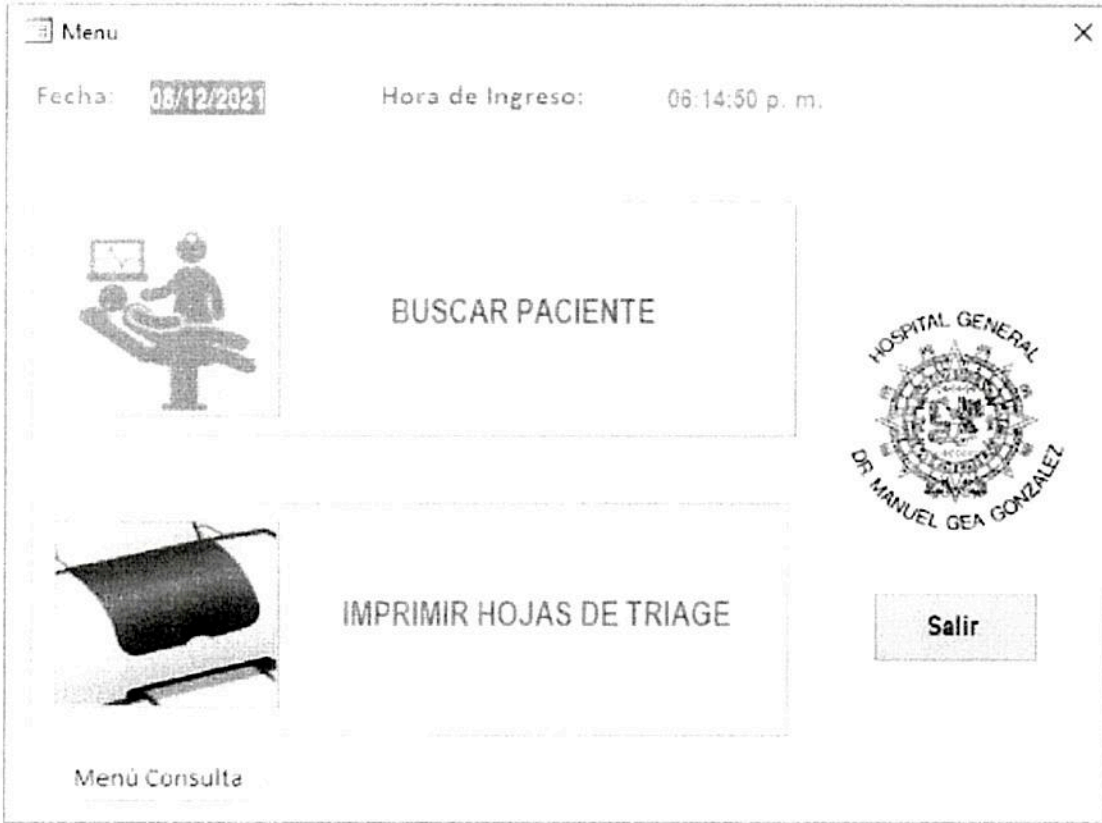 Menu
Fecha: 08/12/2021 Hora de Ingreso: 06:14:50 p. m.
BUSCAR PACIENTE
HOSPITAL GENERAL
DR MANUEL GEA GONZALEZ
IMPRIMIR HOJAS DE TRIAGE
Salir
Menú Consulta